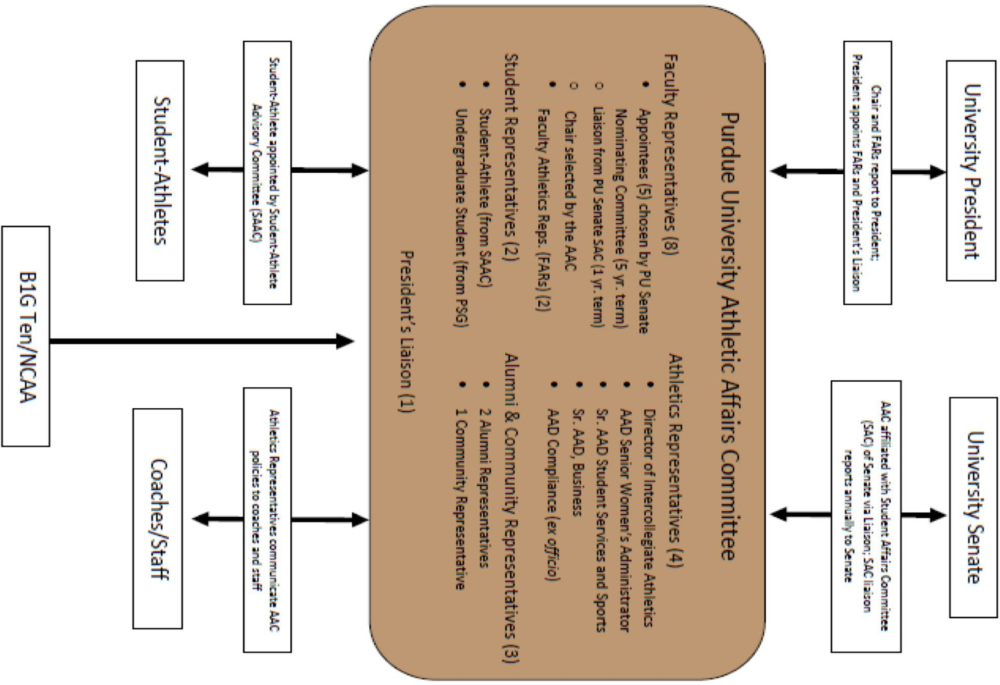 University President
University Senate
Chair and FARs report to President;
President appoints FARs and President's Liaison
AAC affiliated with Student Affairs Committee
(SAC) of Senate via Liaison; SAC liaison
reports annually to Senate
Purdue University Athletic Affairs Committee
Faculty Representatives (8)
• Appointees (5) chosen by PU Senate
Nominating Committee (5 yr. term)
○ Liaison from PU Senate SAC (1 yr. term)
○ Chair selected by the AAC
• Faculty Athletics Reps. (FARs) (2)
Athletics Representatives (4)
• Director of Intercollegiate Athletics
• AAD Senior Women's Administrator
• Sr. AAD Student Services and Sports
• Sr. AAD, Business
• AAD Compliance (ex officio)
Student Representatives (2)
• Student-Athlete (from SAAC)
• Undergraduate Student (from PSG)
Alumni & Community Representatives (3)
• 2 Alumni Representatives
• 1 Community Representative
President's Liaison (1)
Student-Athlete appointed by Student-Athlete
Advisory Committee (SAAC)
Athletics Representatives communicate AAC
policies to coaches and staff
Student-Athletes
Coaches/Staff
B1G Ten/NCAA